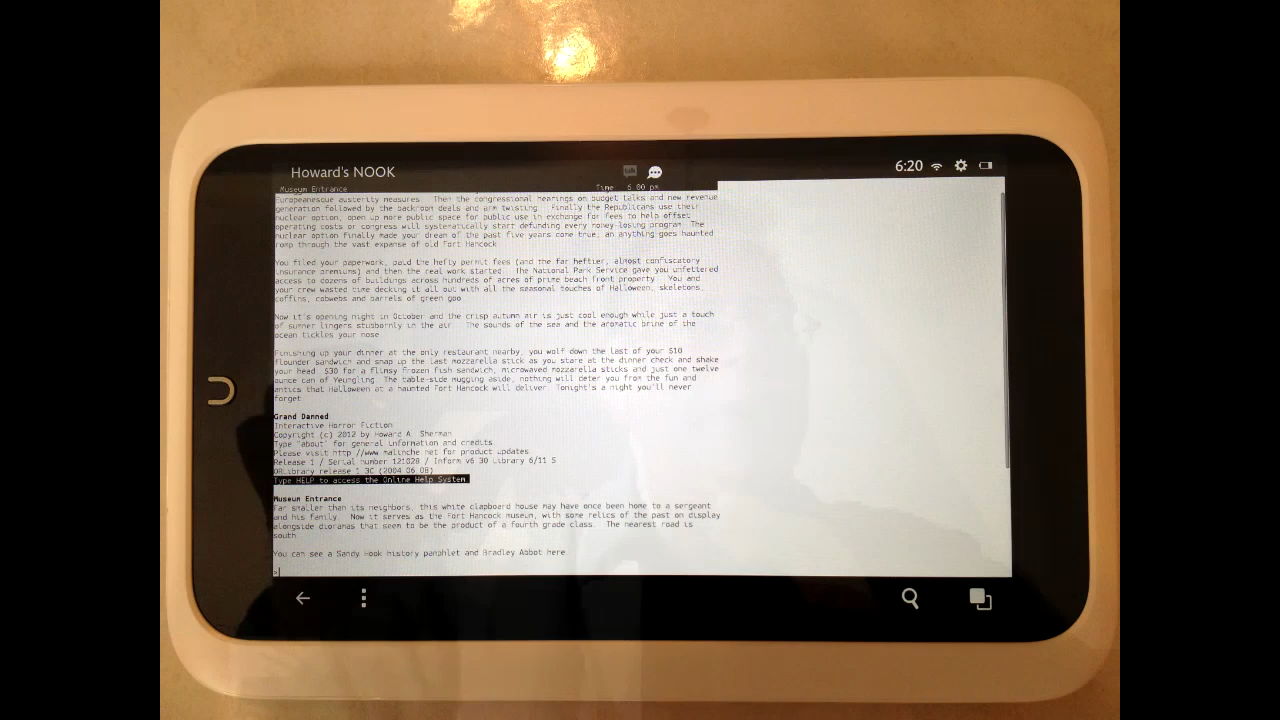 Howard's NOOK
6:20
Museum Entrance Time 6:00 pm
Europeanesque austerity measures Then the congressional hearings on budget talks and new revenue
generation followed by the backroom deals and arm twisting Finally the Republicans use their
nuclear option, open up more public space for public use in exchange for fees to help offset
operating costs or congress will systematically start defunding every money-losing program The
nuclear option finally made your dream of the past five years come true, an anything-goes haunted
romp through the vast expanse of old Fort Hancock
You filed your paperwork, paid the hefty permit fees (and the far heftier, almost confiscatory
insurance premiums) and then the real work started The National Park Service gave you unfettered
access to dozens of buildings across hundreds of acres of prime beach front property You and
your crew wasted time decking it all out with all the seasonal touches of Halloween, skeletons,
coffins, cobwebs and barrels of green goo
Now it's opening night in October and the crisp autumn air is just cool enough while just a touch
of summer lingers stubbornly in the air The sounds of the sea and the aromatic brine of the
ocean tickles your nose
Finishing up your dinner at the only restaurant nearby, you wolf down the last of your $10
flounder sandwich and snap up the last mozzarella stick as you stare at the dinner check and shake
your head $30 for a flimsy frozen fish sandwich, microwaved mozzarella sticks and just one twelve
ounce can of Yeungling The table-side mugging aside, nothing will deter you from the fun and
antics that Halloween at a haunted Fort Hancock will deliver Tonight's a night you'll never
forget
Grand Damned
Interactive Horror Fiction
Copyright (c) 2012 by Howard A. Sherman
Type "about" for general information and credits
Please visit http://www.malinche.net for product updates
Release 1 / Serial number 121028 / Inform v6.30 Library 6/11 S
ORLibrary release 1.3C (2004.06.08)
Type HELP to access the Online Help System
Museum Entrance
Far smaller than its neighbors, this white clapboard house may have once been home to a sergeant
and his family. Now it serves as the Fort Hancock museum, with some relics of the past on display
alongside dioramas that seem to be the product of a fourth grade class. The nearest road is
south
You can see a Sandy Hook history pamphlet and Bradley Abbot here.
>